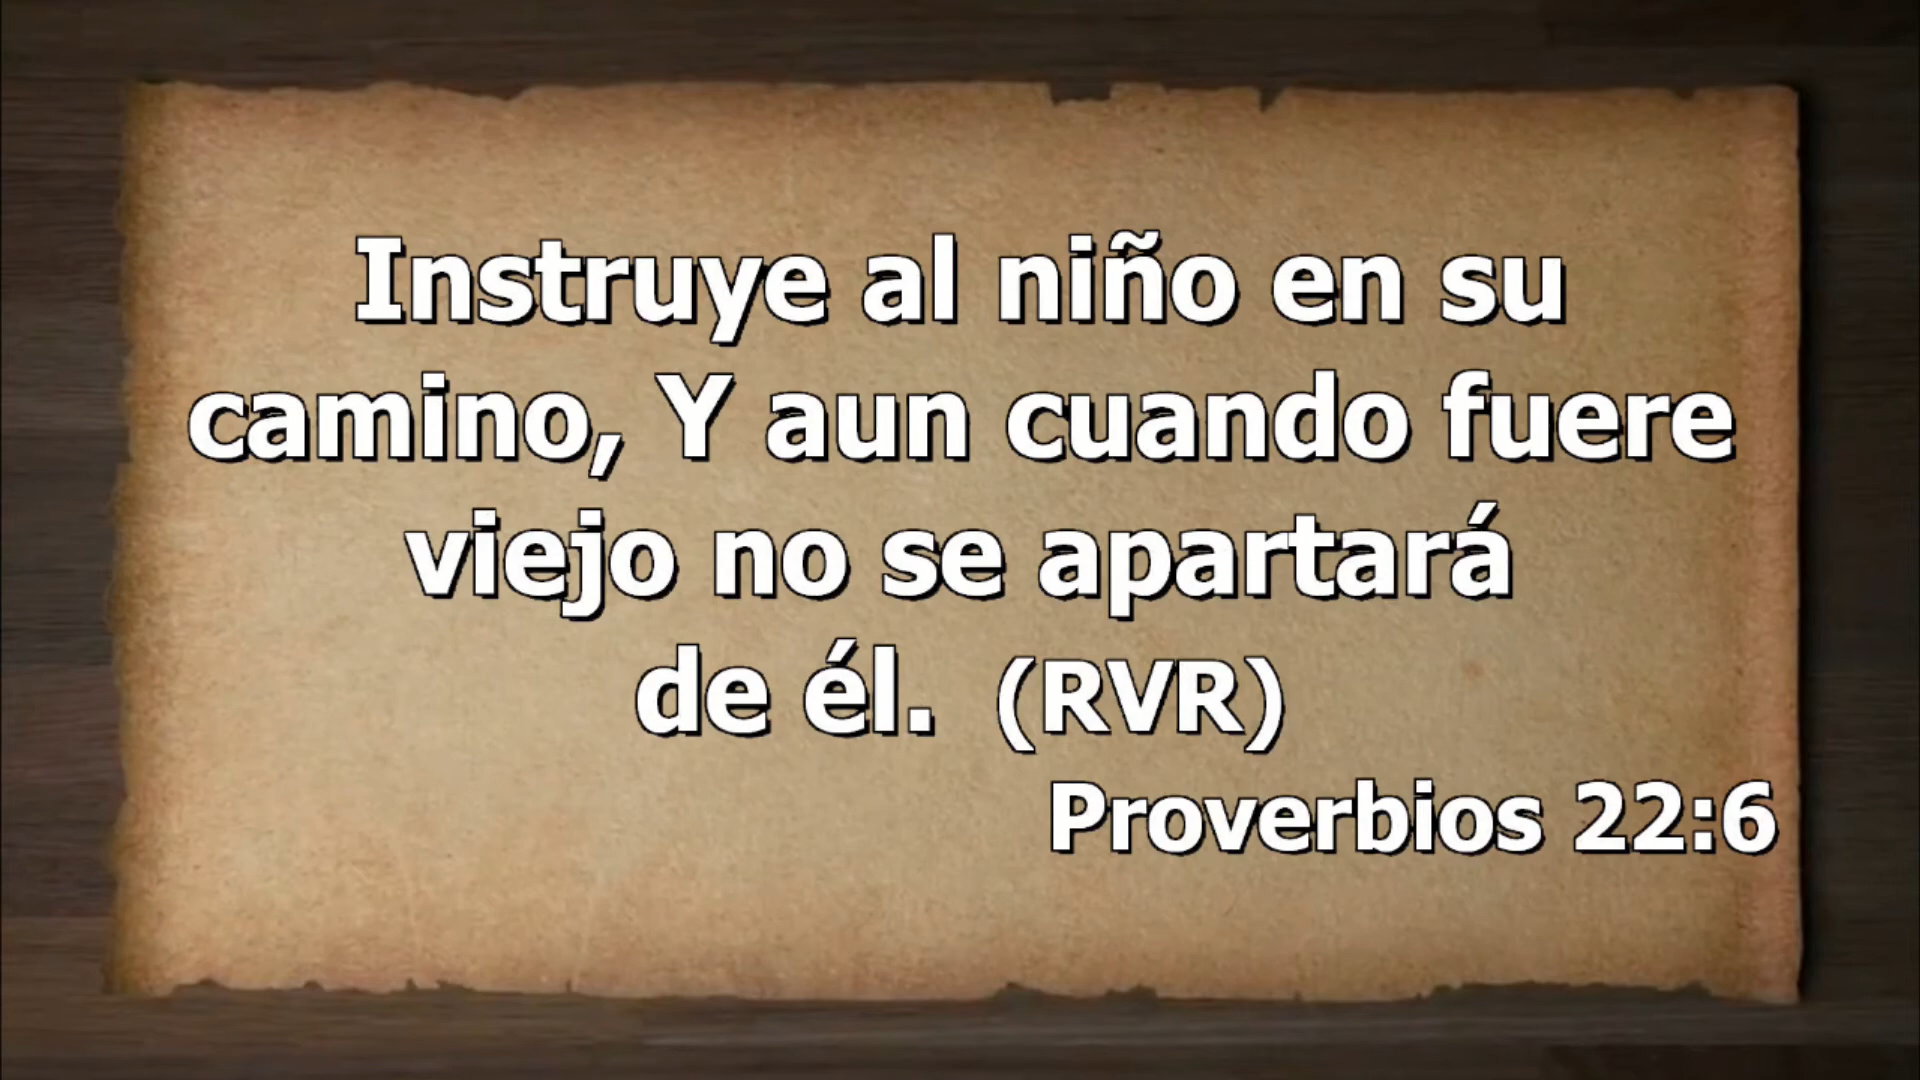 Instruye al niño en su
camino, Y aun cuando fuere
viejo no se apartará
de él.  (RVR)
Proverbios 22:6